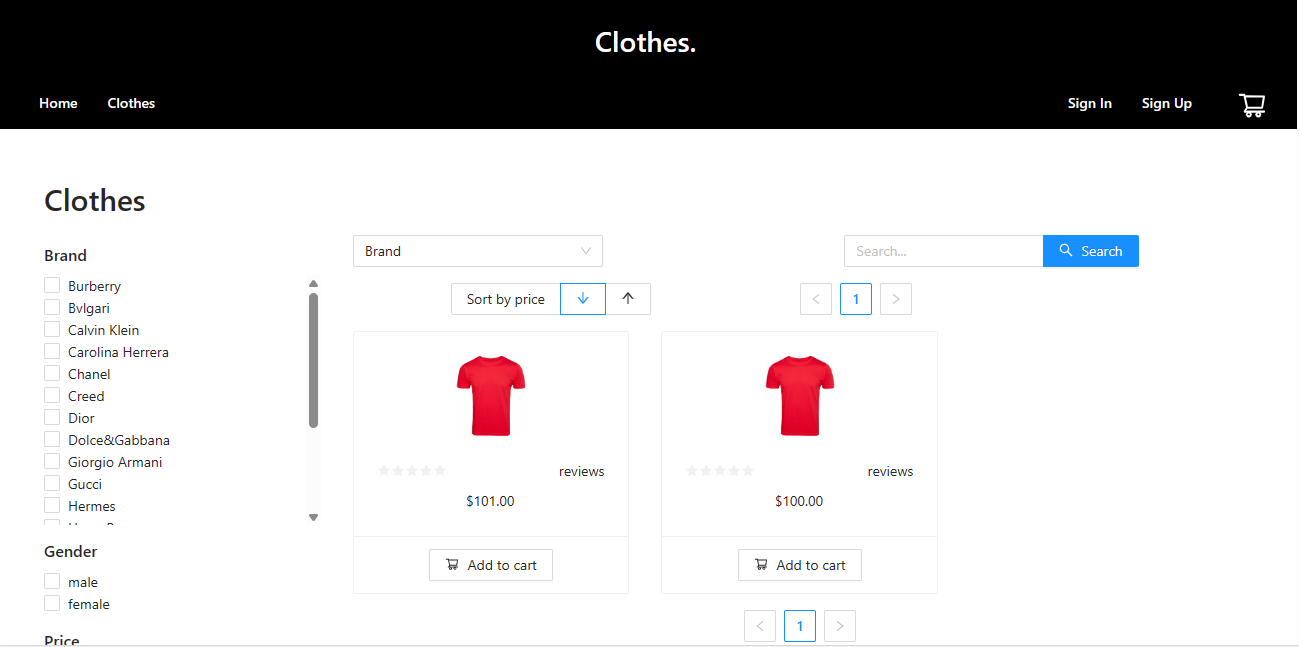 Clothes.
Home Clothes Sign In Sign Up
Clothes
Brand
Burberry
Bvlgari
Calvin Klein
Carolina Herrera
Chanel
Creed
Dior
Dolce&Gabbana
Giorgio Armani
Gucci
Hermes
Gender
male
female
Price
Brand
Search... Search
Sort by price
1
reviews
$101.00
Add to cart
reviews
$100.00
Add to cart
1